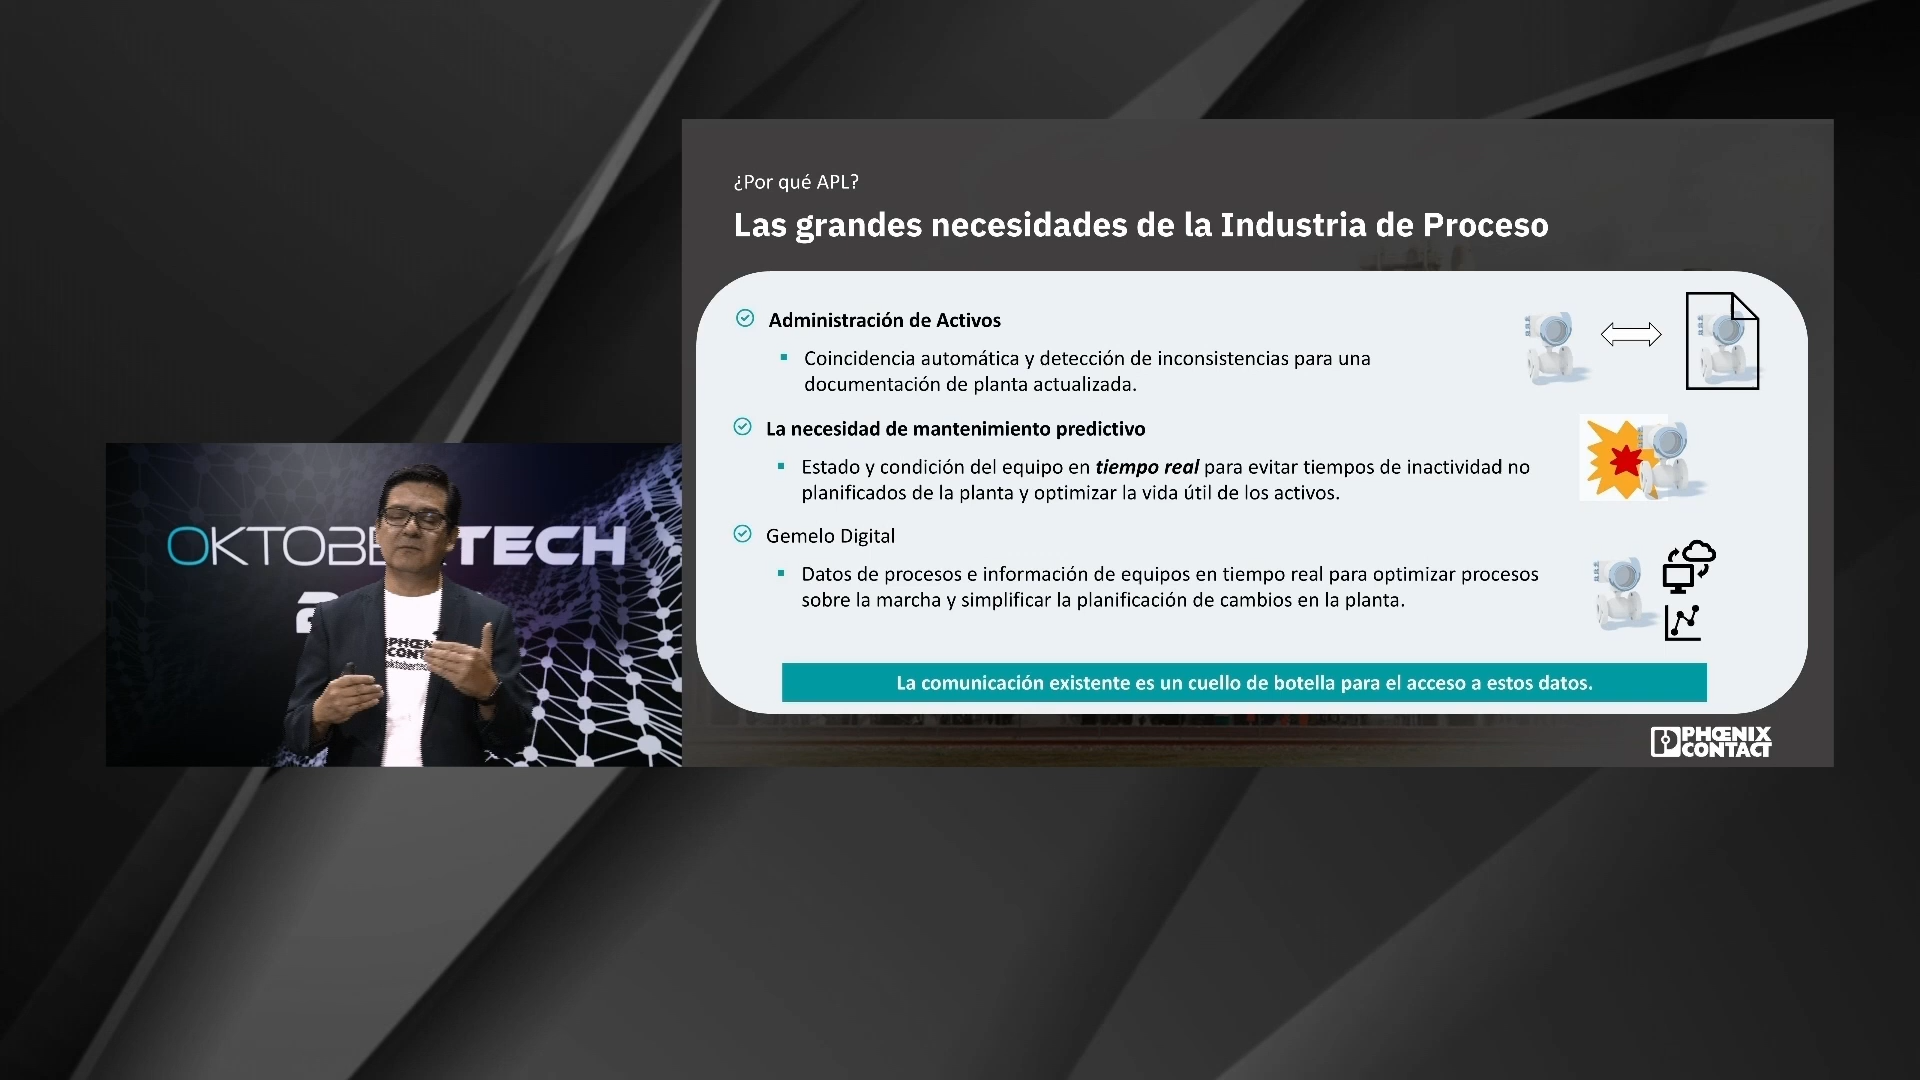 ¿Por qué APL?
Las grandes necesidades de la Industria de Proceso
Administración de Activos
Coincidencia automática y detección de inconsistencias para una
documentación de planta actualizada.
La necesidad de mantenimiento predictivo
Estado y condición del equipo en tiempo real para evitar tiempos de inactividad no
planificados de la planta y optimizar la vida útil de los activos.
Gemelo Digital
Datos de procesos e información de equipos en tiempo real para optimizar procesos
sobre la marcha y simplificar la planificación de cambios en la planta.
La comunicación existente es un cuello de botella para el acceso a estos datos.
PHŒNIX
CONTACT
OKTOBE TECH
2
PHŒN
CONT